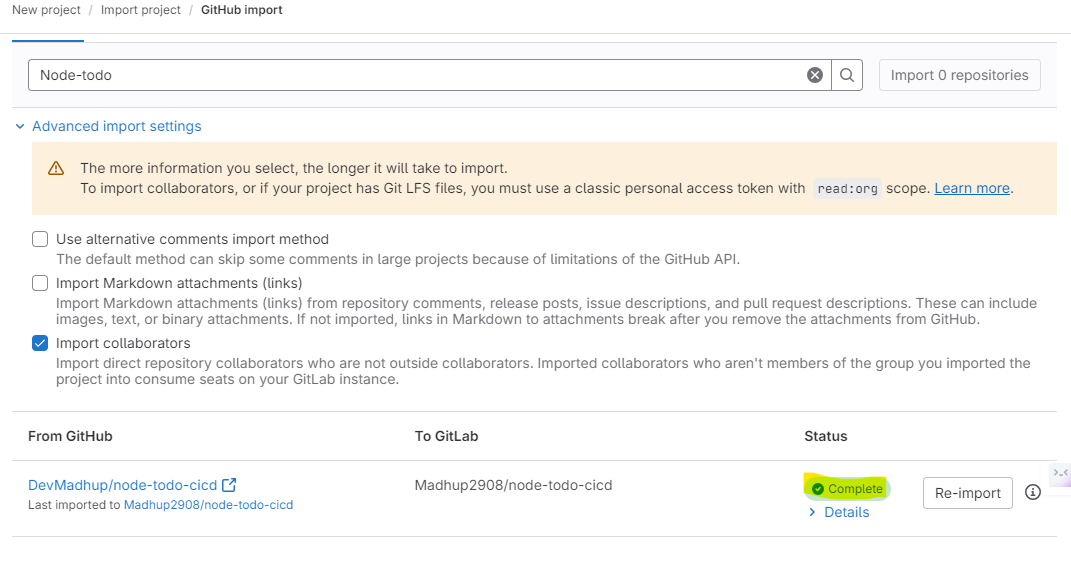 New project / Import project / GitHub import
Node-todo
Import 0 repositories
Advanced import settings
The more information you select, the longer it will take to import.
To import collaborators, or if your project has Git LFS files, you must use a classic personal access token with read:org scope. Learn more.
Use alternative comments import method
The default method can skip some comments in large projects because of limitations of the GitHub API.
Import Markdown attachments (links)
Import Markdown attachments (links) from repository comments, release posts, issue descriptions, and pull request descriptions. These can include
images, text, or binary attachments. If not imported, links in Markdown to attachments break after you remove the attachments from GitHub.
Import collaborators
Import direct repository collaborators who are not outside collaborators. Imported collaborators who aren't members of the group you imported the
project into consume seats on your GitLab instance.
From GitHub To GitLab Status
DevMadhup/node-todo-cicd Madhup2908/node-todo-cicd Complete Re-import
Last imported to Madhup2908/node-todo-cicd
Details